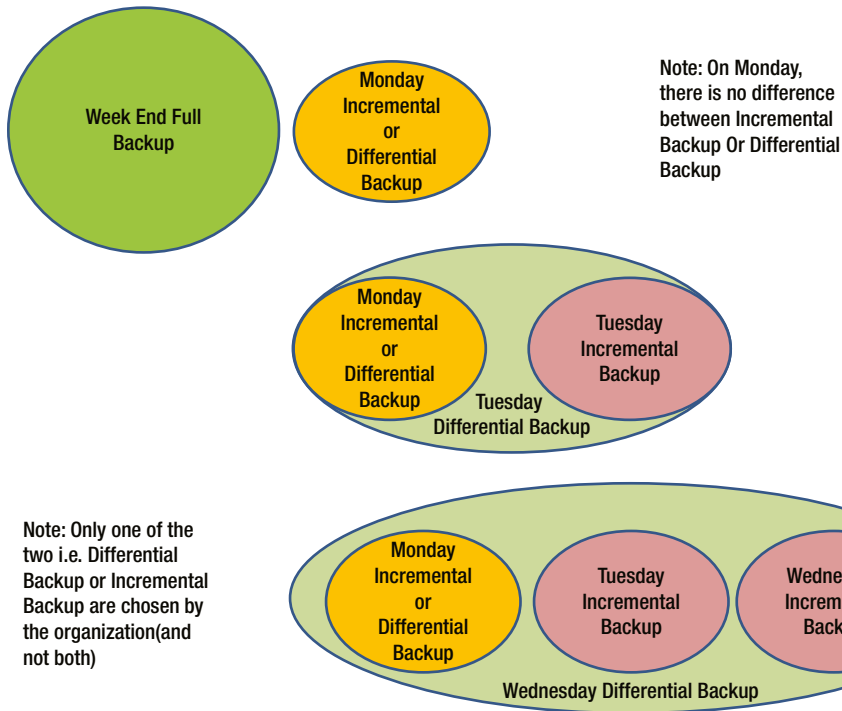 Week End Full
Backup
Monday
Incremental
or
Differential
Backup
Note: On Monday,
there is no difference
between Incremental
Backup Or Differential
Backup
Monday
Incremental
or
Differential
Backup
Tuesday
Incremental
Backup
Tuesday
Differential Backup
Note: Only one of the
two i.e. Differential
Backup or Incremental
Backup are chosen by
the organization(and
not both)
Monday
Incremental
or
Differential
Backup
Tuesday
Incremental
Backup
Wedne
Increm
Back
Wednesday Differential Backup